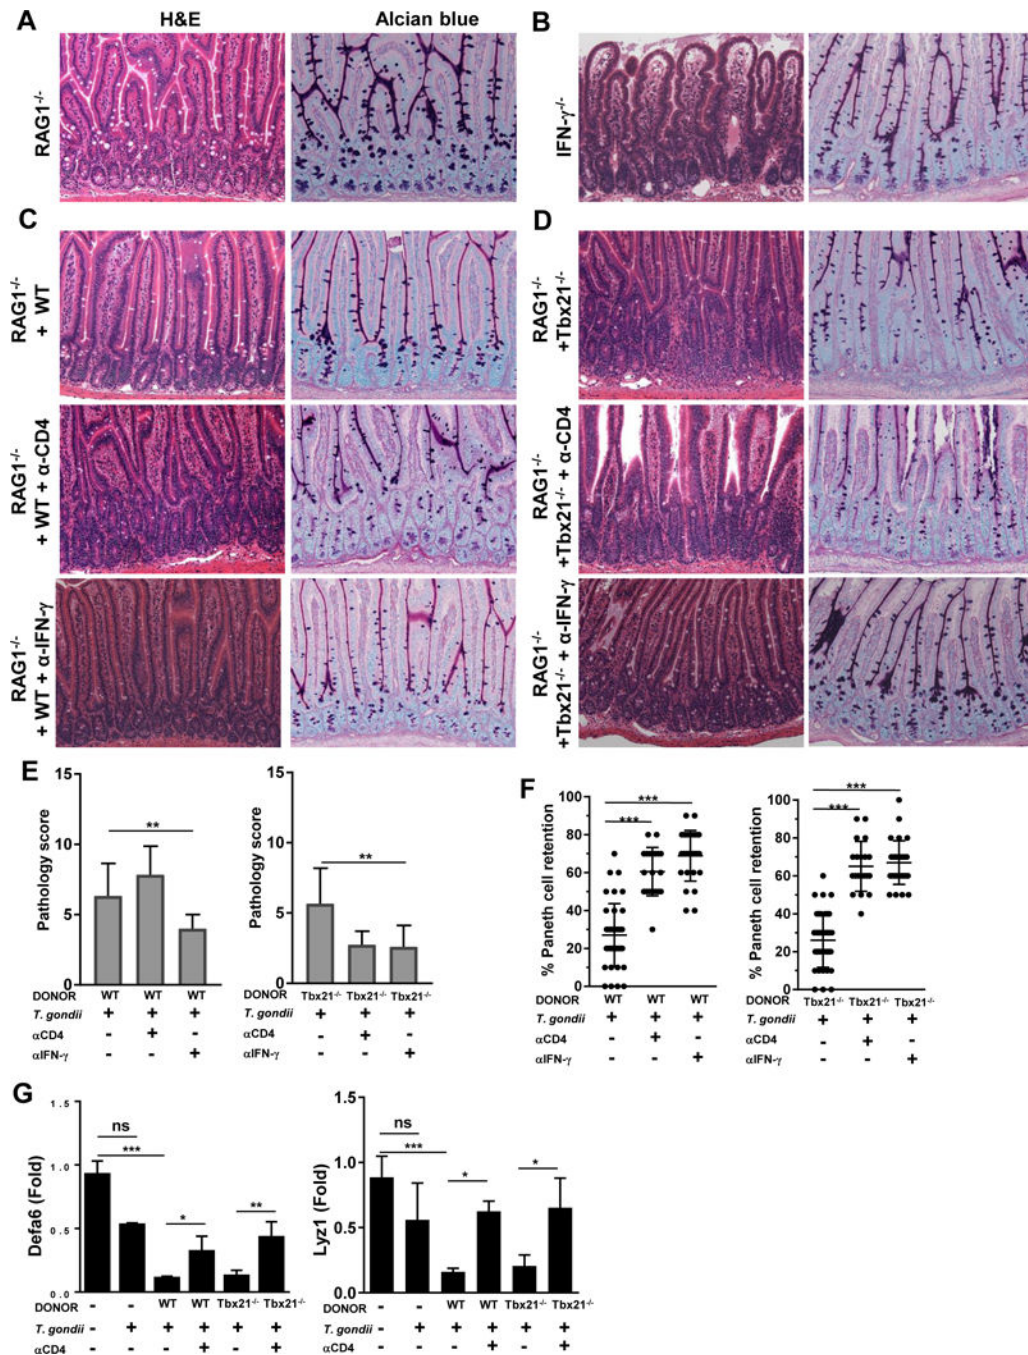 A
H&E
Alcian blue
B
RAG1-/-
IFN-γ-/-
C
D
RAG1-/-
+ WT
RAG1-/-
+Tbx21-/-
RAG1-/-
+ WT + α-CD4
RAG1-/-
+Tbx21-/- + α-CD4
RAG1-/-
+ WT + α-IFN-γ
RAG1-/-
+Tbx21-/- + α-IFN-γ
E
Pathology score
15
10
5
0
**
DONOR WT WT WT
T. gondii + + +
αCD4 - + -
αIFN-γ - - +
Pathology score
15
10
5
0
**
DONOR Tbx21-/- Tbx21-/- Tbx21-/-
T. gondii + + +
αCD4 - + -
αIFN-γ - - +
F
% Paneth cell retention
100
80
60
40
20
0
***
***
DONOR WT WT WT
T. gondii + + +
αCD4 - + -
αIFN-γ - - +
% Paneth cell retention
100
80
60
40
20
0
***
***
DONOR Tbx21-/- Tbx21-/- Tbx21-/-
T. gondii + + +
αCD4 - + -
αIFN-γ - - +
G
Defa6 (Fold)
1.5
1.0
0.5
0.0
ns
***
*
**
DONOR - - WT WT Tbx21-/- Tbx21-/-
T. gondii - + + + + +
αCD4 - - - + - +
Lyz1 (Fold)
1.5
1.0
0.5
0.0
ns
***
*
*
DONOR - - WT WT Tbx21-/- Tbx21-/-
T. gondii - + + + + +
αCD4 - - - + - +